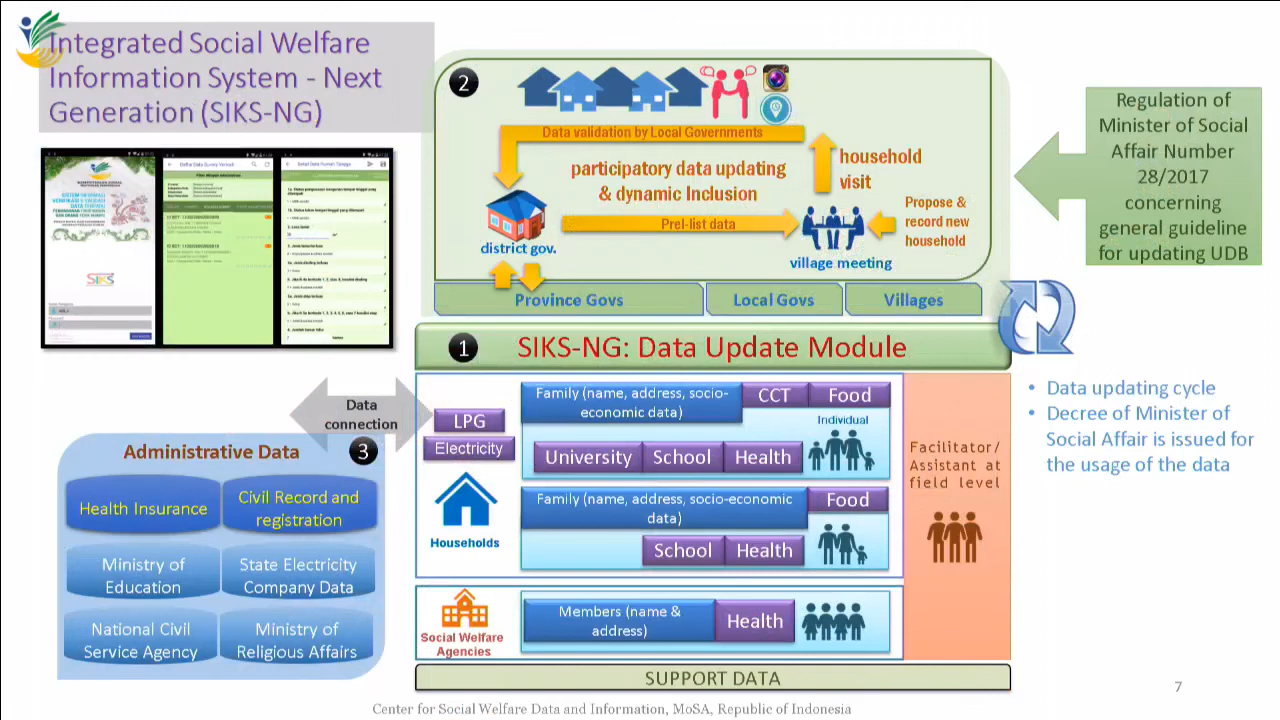 Integrated Social Welfare
Information System - Next
Generation (SIKS-NG)
2
Data validation by Local Governments
participatory data updating
& dynamic Inclusion
household
visit
Prel-list data
Propose &
record new
household
district gov.
village meeting
Province Govs
Local Govs
Villages
Regulation of
Minister of Social
Affair Number
28/2017
concerning
general guideline
for updating UDB
SIKS
1
SIKS-NG: Data Update Module
Data updating cycle
Decree of Minister of
Social Affair is issued for
the usage of the data
Data
connection
LPG
Electricity
Households
Family (name, address, socio-
economic data)
CCT
Food
Individual
University
School
Health
Family (name, address, socio-economic
data)
Food
School
Health
Social Welfare
Agencies
Members (name &
address)
Health
Facilitator/
Assistant at
field level
SUPPORT DATA
Administrative Data
3
Health Insurance
Civil Record and
registration
Ministry of
Education
State Electricity
Company Data
National Civil
Service Agency
Ministry of
Religious Affairs
7
Center for Social Welfare Data and Information, MoSA, Republic of Indonesia